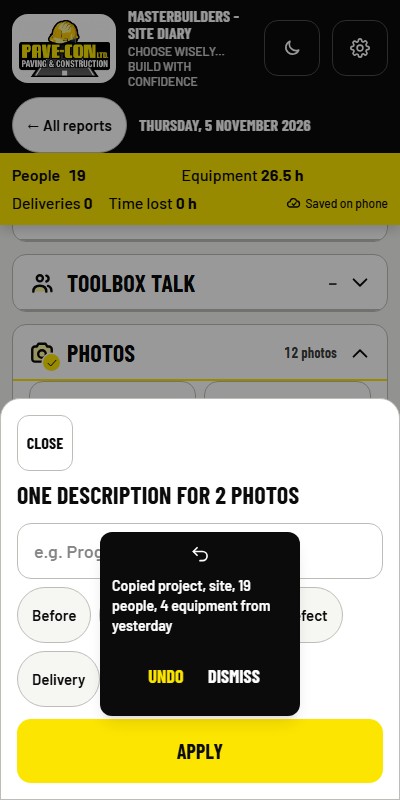 PAVE-CON LTD.
PAVING & CONSTRUCTION
MASTERBUILDERS -
SITE DIARY
CHOOSE WISELY...
BUILD WITH
CONFIDENCE
← All reports
THURSDAY, 5 NOVEMBER 2026
People 19
Equipment 26.5 h
Deliveries 0
Time lost 0 h
Saved on phone
TOOLBOX TALK
–
PHOTOS
12 photos
CLOSE
ONE DESCRIPTION FOR 2 PHOTOS
e.g. Prog
Before
fect
Delivery
Copied project, site, 19
people, 4 equipment from
yesterday
UNDO
DISMISS
APPLY